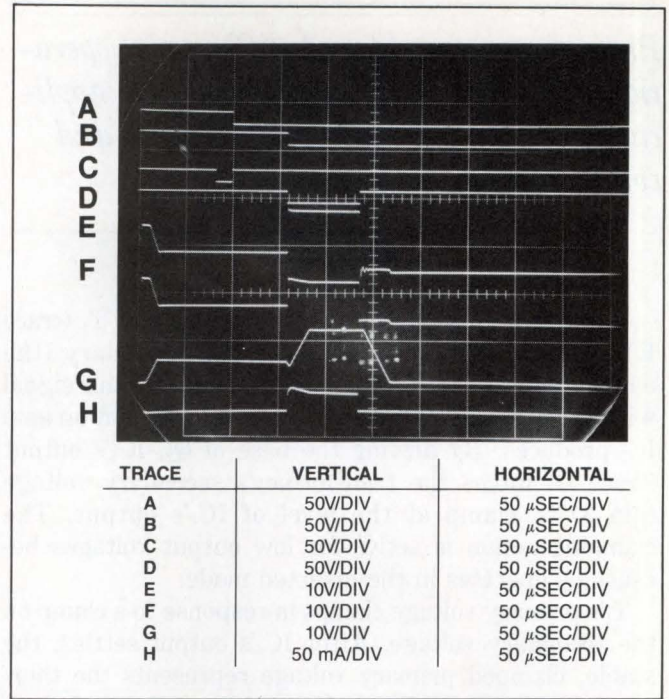 A
B
C
D
E
F
G
H
TRACE VERTICAL HORIZONTAL
A 50V/DIV 50 μSEC/DIV
B 50V/DIV 50 μSEC/DIV
C 50V/DIV 50 μSEC/DIV
D 50V/DIV 50 μSEC/DIV
E 10V/DIV 50 μSEC/DIV
F 10V/DIV 50 μSEC/DIV
G 10V/DIV 50 μSEC/DIV
H 50 mA/DIV 50 μSEC/DIV